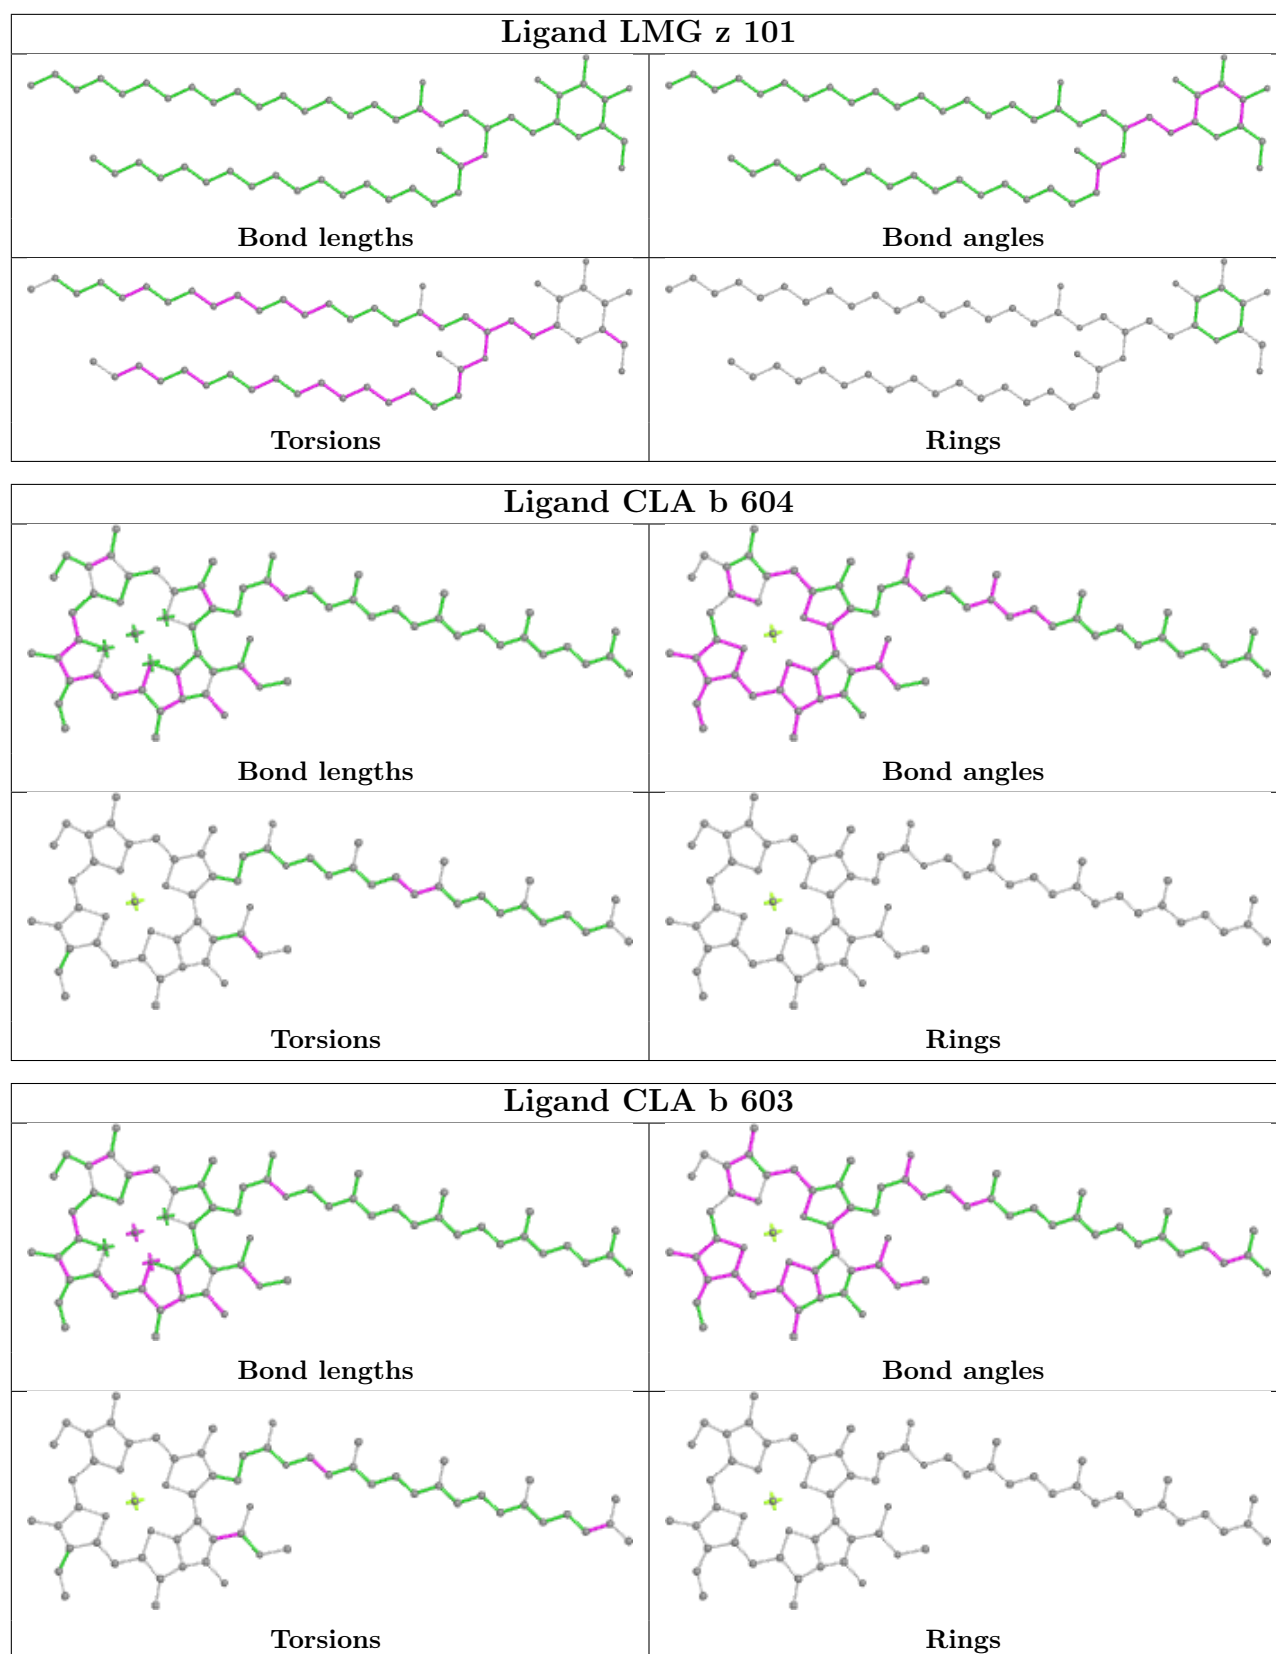 Ligand LMG z 101
Bond lengths
Bond angles
Torsions
Rings
Ligand CLA b 604
Bond lengths
Bond angles
Torsions
Rings
Ligand CLA b 603
Bond lengths
Bond angles
Torsions
Rings